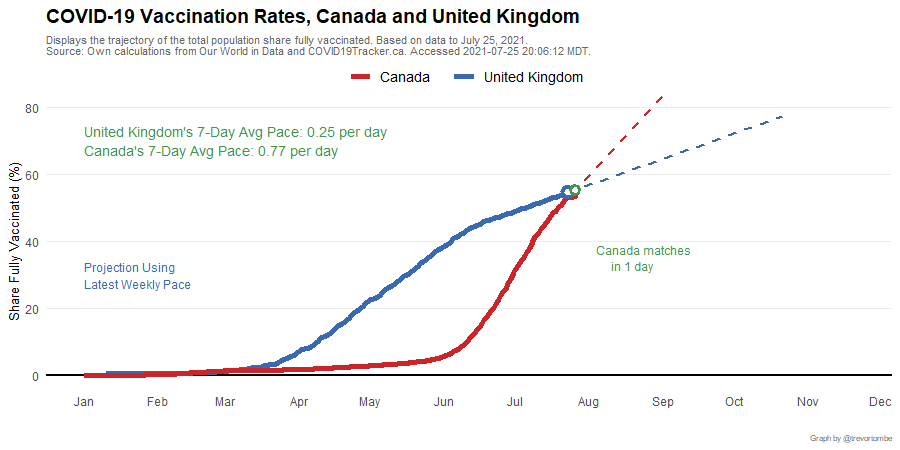 COVID-19 Vaccination Rates, Canada and United Kingdom
Displays the trajectory of the total population share fully vaccinated. Based on data to July 25, 2021.
Source: Own calculations from Our World in Data and COVID19Tracker.ca. Accessed 2021-07-25 20:06:12 MDT.
Canada United Kingdom
80
United Kingdom's 7-Day Avg Pace: 0.25 per day
Canada's 7-Day Avg Pace: 0.77 per day
60
Share Fully Vaccinated (%)
40
Canada matches
in 1 day
Projection Using
Latest Weekly Pace
20
0
Jan Feb Mar Apr May Jun Jul Aug Sep Oct Nov Dec
Graph by @trevortombe